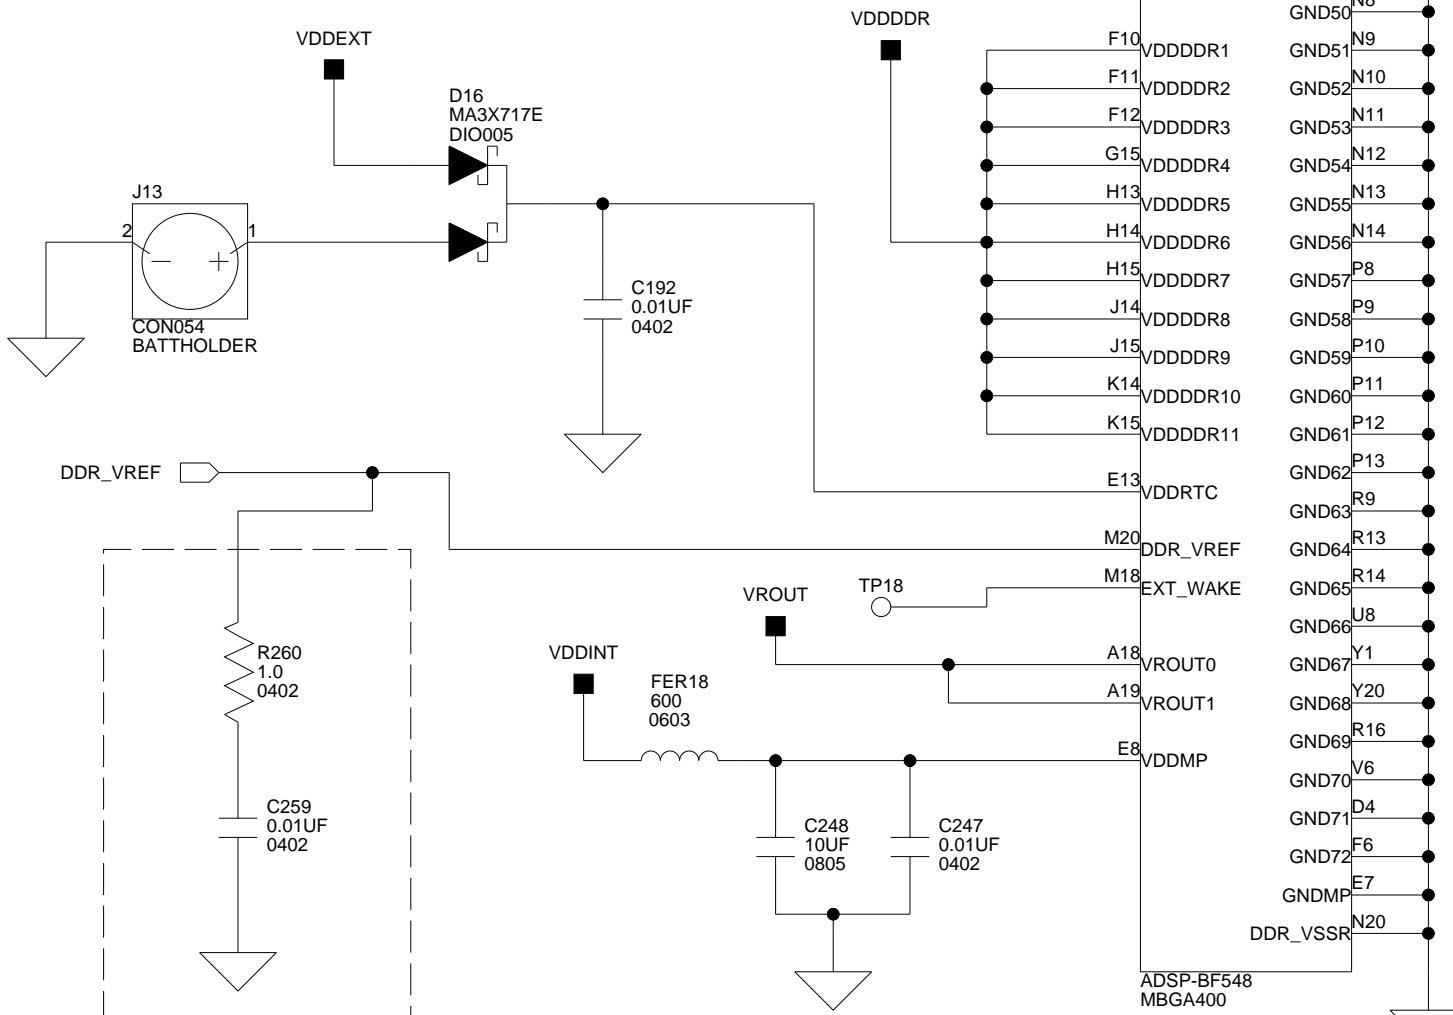 VDDEXT
D16
MA3X717E
DIO005
J13
2
1
CON054
BATTHOLDER
C192
0.01UF
0402
DDR_VREF
R260
1.0
0402
C259
0.01UF
0402
VDDDDR
TP18
VROUT
VDDINT
FER18
600
0603
C248
10UF
0805
C247
0.01UF
0402
F10 VDDDDR1
F11 VDDDDR2
F12 VDDDDR3
G15 VDDDDR4
H13 VDDDDR5
H14 VDDDDR6
H15 VDDDDR7
J14 VDDDDR8
J15 VDDDDR9
K14 VDDDDR10
K15 VDDDDR11
E13 VDDRTC
M20 DDR_VREF
M18 EXT_WAKE
A18 VROUT0
A19 VROUT1
E8 VDDMP
GND50 N8
GND51 N9
GND52 N10
GND53 N11
GND54 N12
GND55 N13
GND56 N14
GND57 P8
GND58 P9
GND59 P10
GND60 P11
GND61 P12
GND62 P13
GND63 R9
GND64 R13
GND65 R14
GND66 U8
GND67 Y1
GND68 Y20
GND69 R16
GND70 V6
GND71 D4
GND72 F6
GNDMP E7
DDR_VSSR N20
ADSP-BF548
MBGA400